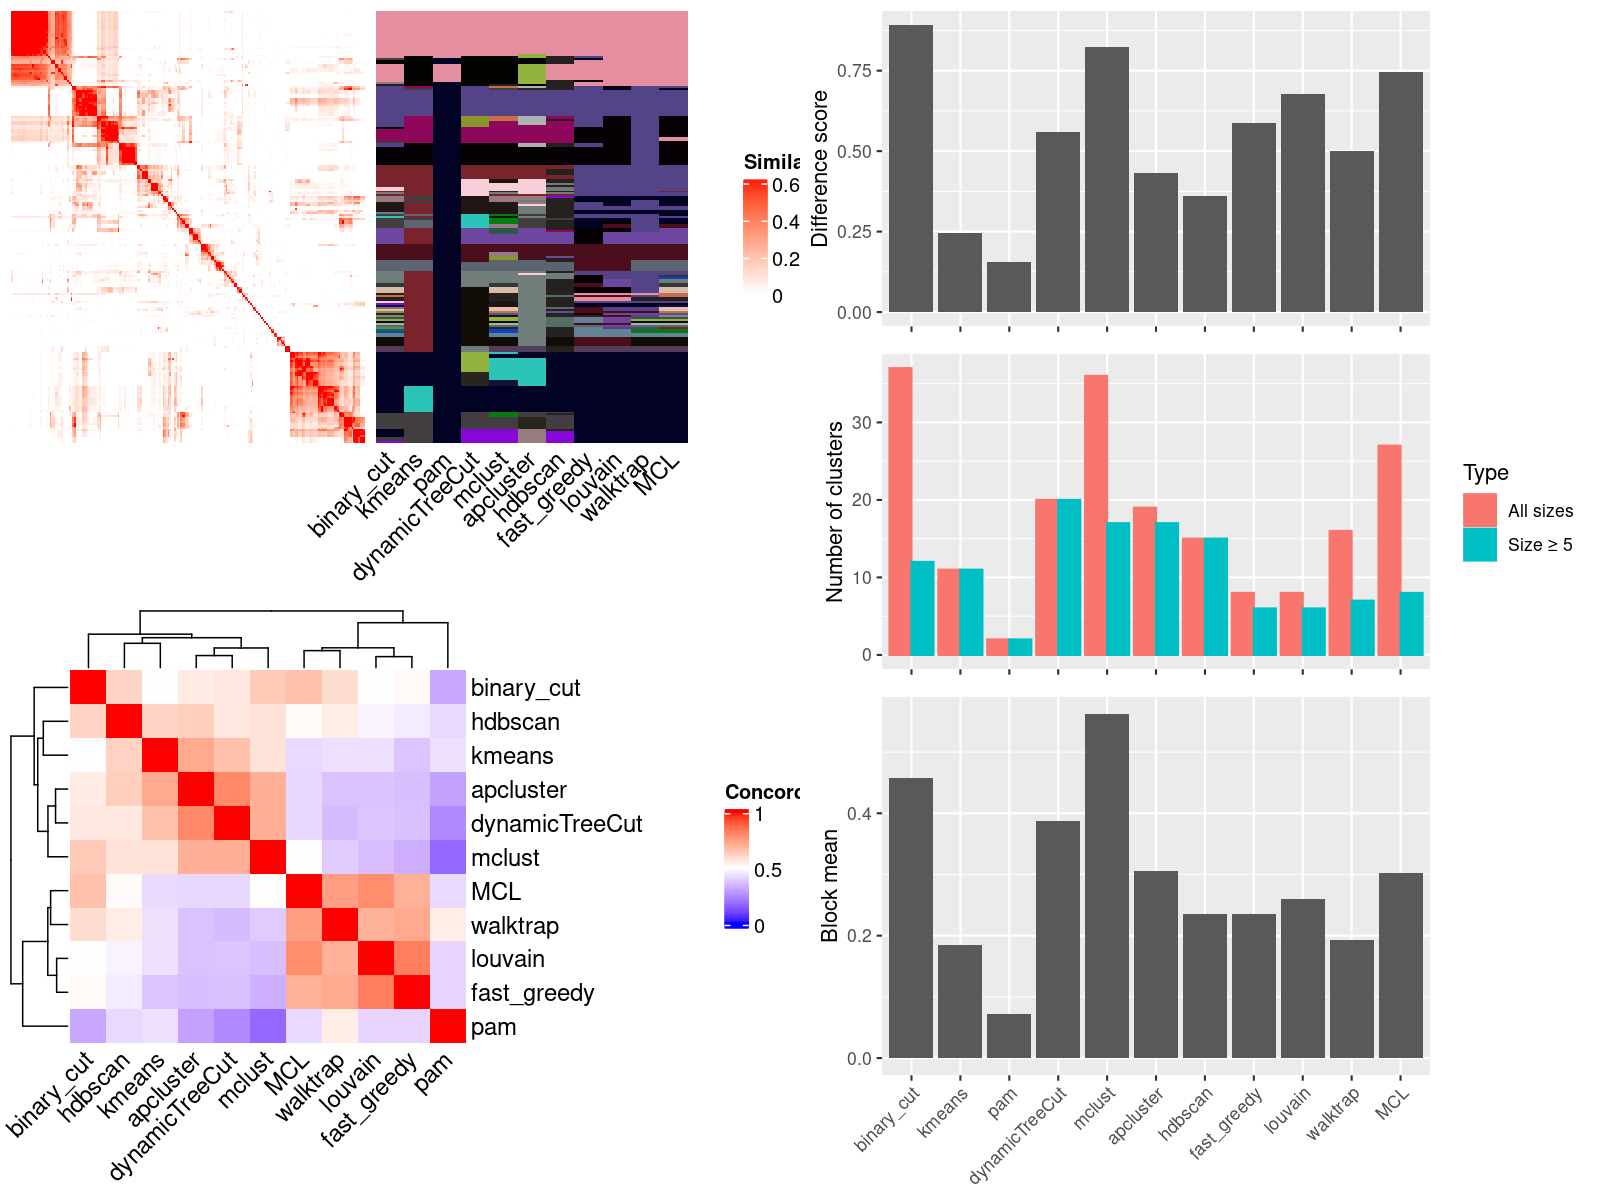 Simila
0.6
0.4
0.2
0
binary_cut
kmeans
pam
dynamicTreeCut
mclust
apcluster
hdbscan
fast_greedy
louvain
walktrap
MCL
binary_cut
hdbscan
kmeans
apcluster
dynamicTreeCut
mclust
MCL
walktrap
louvain
fast_greedy
pam
binary_cut
hdbscan
kmeans
apcluster
dynamicTreeCut
mclust
MCL
walktrap
louvain
fast_greedy
pam
Concord
1
0.5
0
Difference score
0.75
0.50
0.25
0.00
Number of clusters
30
20
10
0
Type
All sizes
Size ≥ 5
Block mean
0.4
0.2
0.0
binary_cut
kmeans
pam
dynamicTreeCut
mclust
apcluster
hdbscan
fast_greedy
louvain
walktrap
MCL